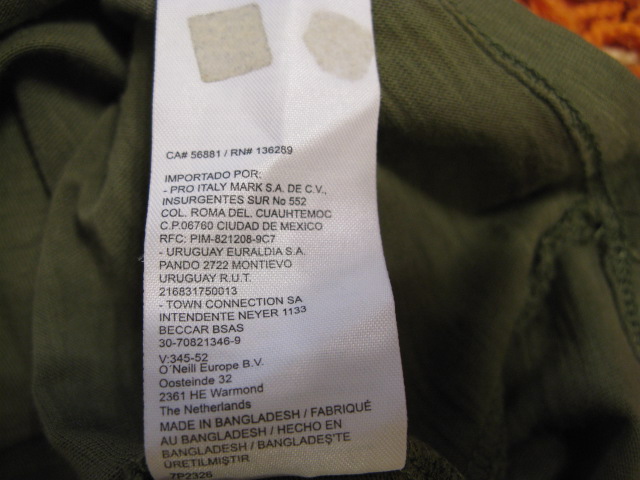 CA# 56881 / RN# 136289
IMPORTADO POR:
- PRO ITALY MARK S.A. DE C.V.,
INSURGENTES SUR No 552
COL. ROMA DEL. CUAUHTEMOC
C.P.06760 CIUDAD DE MEXICO
RFC: PIM-821208-9C7
- URUGUAY EURALDIA S.A.
PANDO 2722 MONTIEVO
URUGUAY R.U.T.
216831750013
- TOWN CONNECTION SA
INTENDENTE NEYER 1133
BECCAR BSAS
30-70821346-9
V:345-52
O'Neill Europe B.V.
Oosteinde 32
2361 HE Warmond
The Netherlands
MADE IN BANGLADESH / FABRIQUÉ
AU BANGLADESH / HECHO EN
BANGLADESH / BANGLADEŞ'TE
ÜRETILMIŞTIR
7P2326